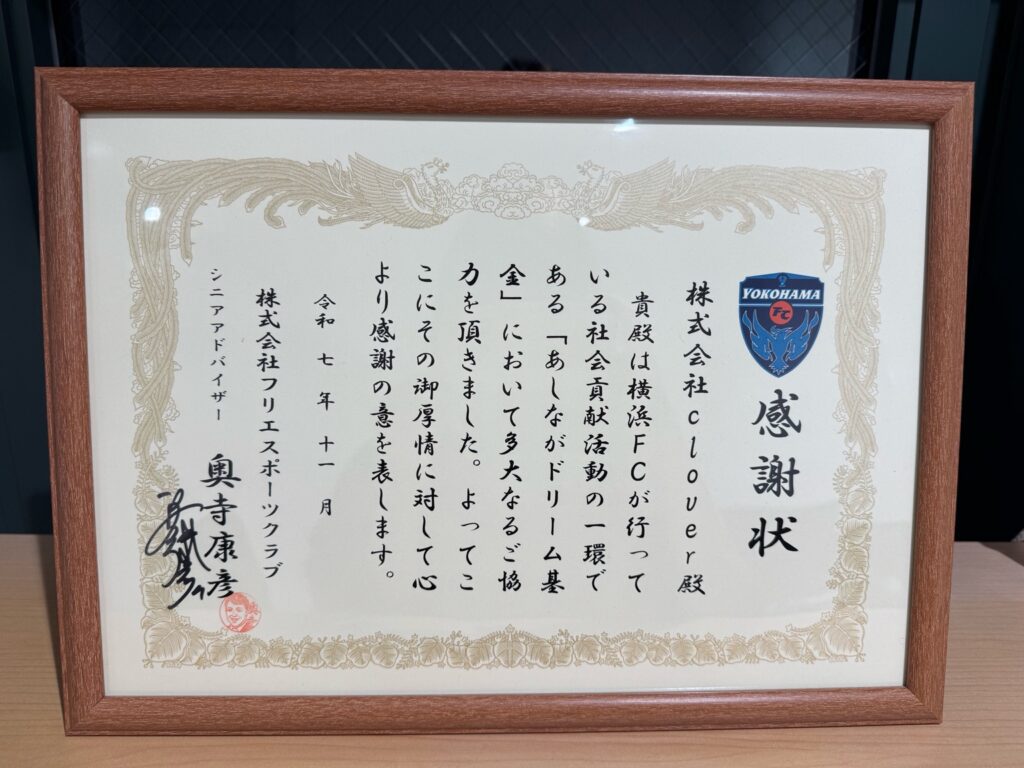 YOKOHAMA
FC
感謝状
株式会社clover殿
貴殿は横浜FCが行って
いる社会貢献活動の一環で
ある「あしながドリーム基
金」において多大なるご協
力を頂きました。よってこ
こにその御厚情に対して心
より感謝の意を表します。
令和七年十一月
株式会社フリエスポーツクラブ
シニアアドバイザー 奥寺康彦